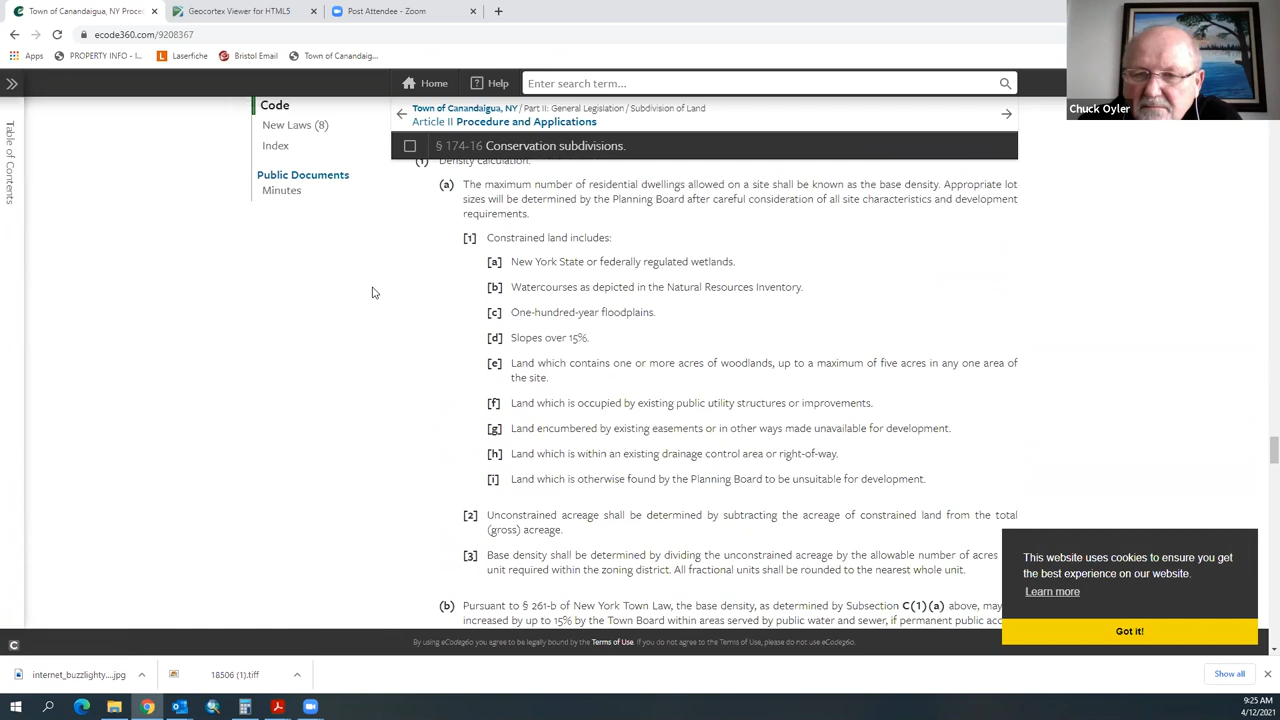 Town of Canandaigua, NY Proce
Geocortex Viewer for HTML5
Post Attendee - Zoom
ecode360.com/9208367
Apps
PROPERTY INFO - I...
Laserfiche
Bristol Email
Town of Canandaig...
Chuck Oyler
Table of Contents
Code
New Laws (8)
Index
Public Documents
Minutes
Home
Help
Enter search term...
Town of Canandaigua, NY / Part II: General Legislation / Subdivision of Land
Article II Procedure and Applications
§ 174-16 Conservation subdivisions.
(1) Density calculation.
(a) The maximum number of residential dwellings allowed on a site shall be known as the base density. Appropriate lot
sizes will be determined by the Planning Board after careful consideration of all site characteristics and development
requirements.
[1] Constrained land includes:
[a] New York State or federally regulated wetlands.
[b] Watercourses as depicted in the Natural Resources Inventory.
[c] One-hundred-year floodplains.
[d] Slopes over 15%.
[e] Land which contains one or more acres of woodlands, up to a maximum of five acres in any one area of
the site.
[f] Land which is occupied by existing public utility structures or improvements.
[g] Land encumbered by existing easements or in other ways made unavailable for development.
[h] Land which is within an existing drainage control area or right-of-way.
[i] Land which is otherwise found by the Planning Board to be unsuitable for development.
[2] Unconstrained acreage shall be determined by subtracting the acreage of constrained land from the total
(gross) acreage.
[3] Base density shall be determined by dividing the unconstrained acreage by the allowable number of acres
unit required within the zoning district. All fractional units shall be rounded to the nearest whole unit.
(b) Pursuant to § 261-b of New York Town Law, the base density, as determined by Subsection C(1)(a) above, may
increased by up to 15% by the Town Board within areas served by public water and sewer, if permanent public acc
This website uses cookies to ensure you get
the best experience on our website.
Learn more
Got it!
By using eCode360 you agree to be legally bound by the Terms of Use. If you do not agree to the Terms of Use, please do not use eCode360.
internet_buzzlighty....jpg
18506 (1).tiff
Show all
9:25 AM
4/12/2021